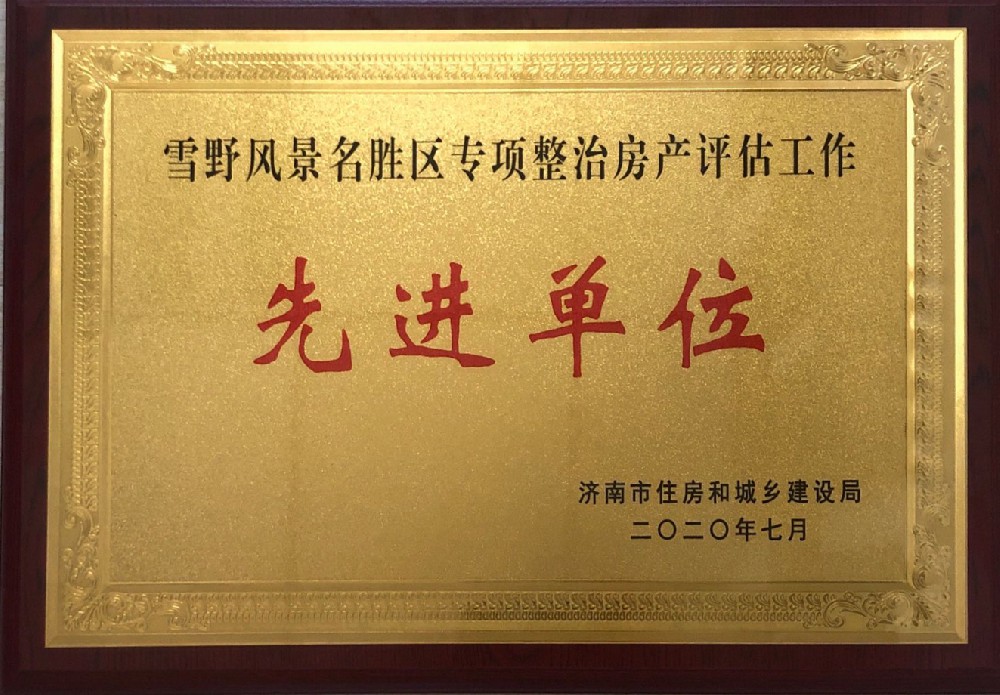 雪野风景名胜区专项整治房产评估工作
先进单位
济南市住房和城乡建设局
二〇二〇年七月